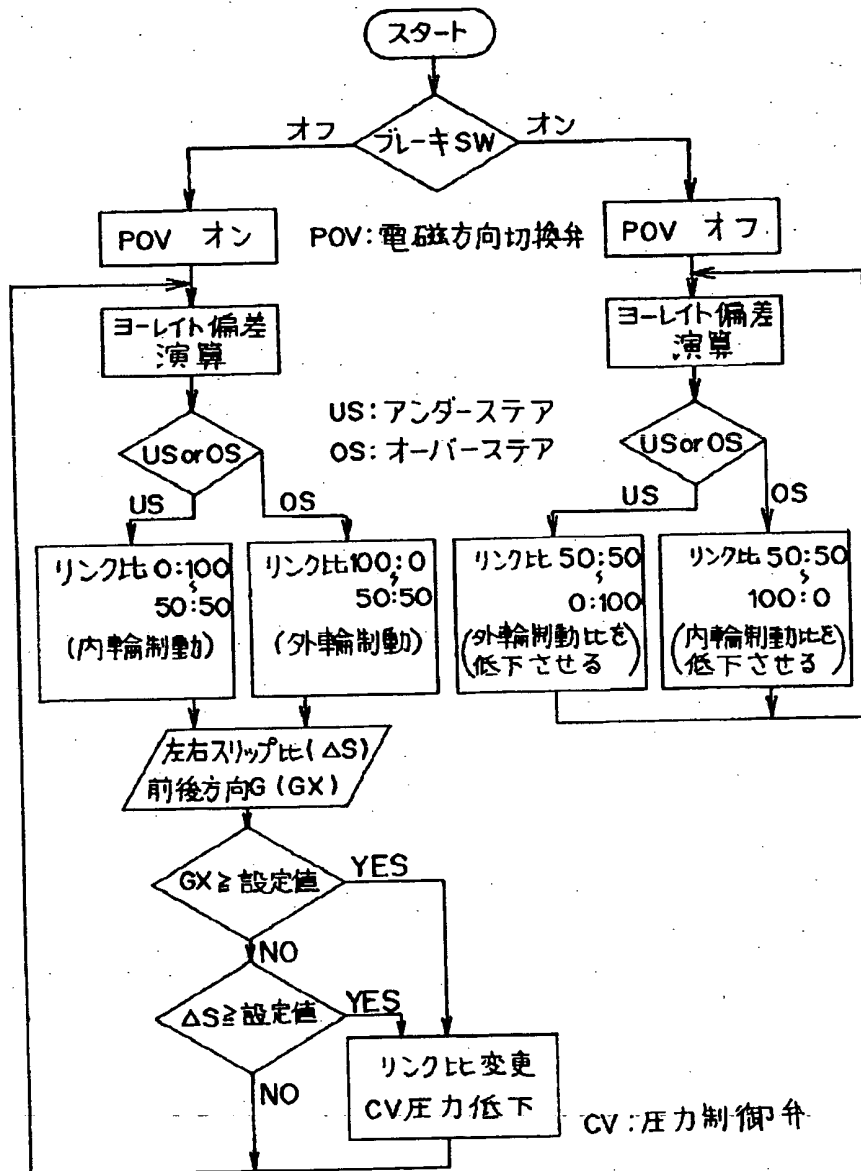 スタート
ブレーキSW
オフ
オン
POV オン
POV:電磁方向切換弁
POV オフ
ヨーレイト偏差
演算
ヨーレイト偏差
演算
US:アンダーステア
OS:オーバーステア
USorOS
US
OS
USorOS
US
OS
リンク比0:100
~
50:50
(内輪制動)
リンク比100:0
~
50:50
(外輪制動)
リンク比 50:50
~
0:100
(外輪制動比を
低下させる)
リンク比 50:50
~
100:0
(内輪制動比を
低下させる)
左右スリップ比(ΔS)
前後方向G(GX)
GX≧設定値
YES
NO
ΔS≧設定値
YES
NO
リンク比変更
CV圧力低下
CV:圧力制御弁